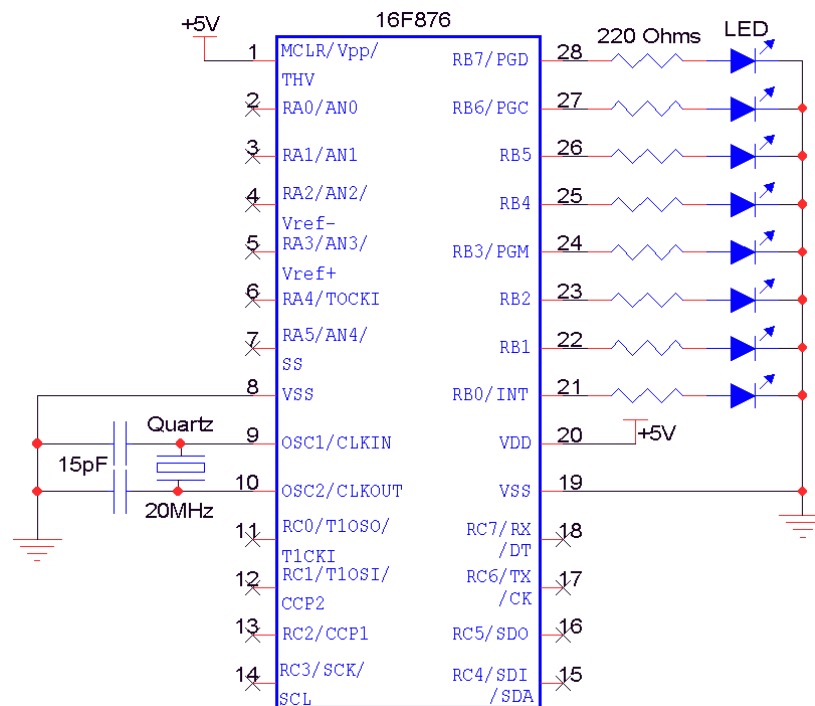 16F876
+5V
220 Ohms
LED
1
MCLR/Vpp/
THV
2
RA0/AN0
3
RA1/AN1
4
RA2/AN2/
Vref-
5
RA3/AN3/
Vref+
6
RA4/TOCKI
7
RA5/AN4/
SS
8
VSS
9
OSC1/CLKIN
10
OSC2/CLKOUT
11
RC0/T1OSO/
T1CKI
12
RC1/T1OSI/
CCP2
13
RC2/CCP1
14
RC3/SCK/
SCL
RB7/PGD
28
RB6/PGC
27
RB5
26
RB4
25
RB3/PGM
24
RB2
23
RB1
22
RB0/INT
21
VDD
20
+5V
VSS
19
RC7/RX
/DT
18
RC6/TX
/CK
17
RC5/SDO
16
RC4/SDI
/SDA
15
Quartz
15pF
20MHz